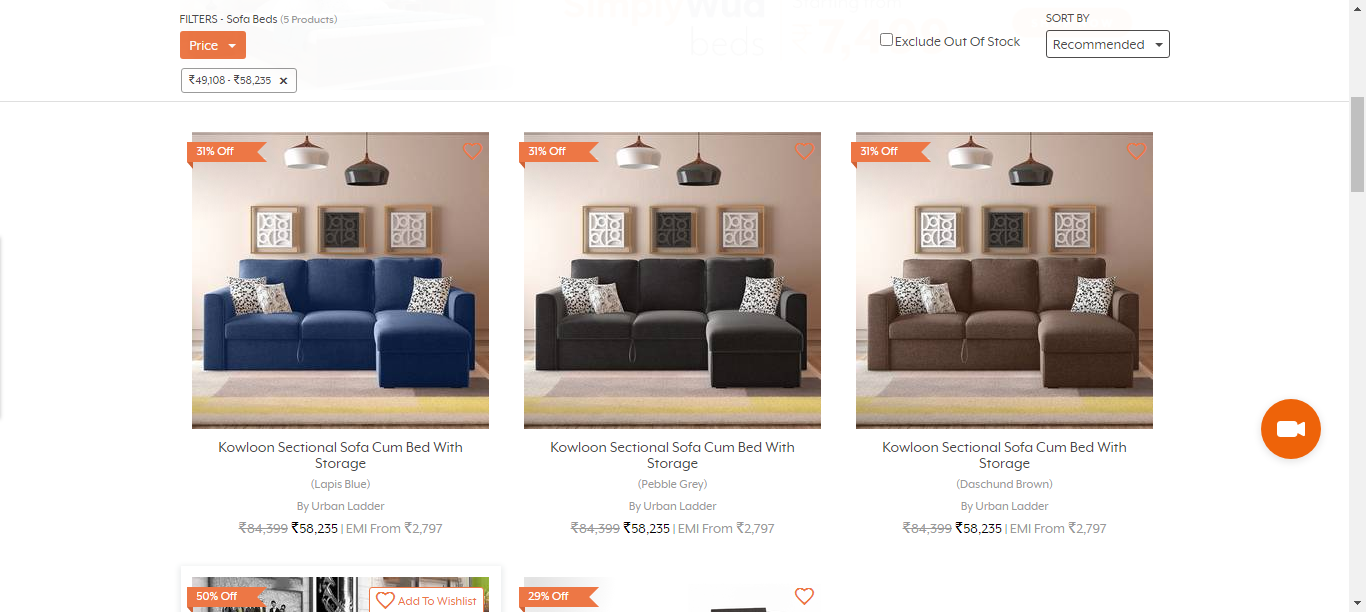 FILTERS - Sofa Beds (5 Products)
SimplyWud
Starting from
SORT BY
Price
Exclude Out Of Stock
Recommended
beds
₹49,108 - ₹58,235 ×
31% Off
31% Off
31% Off
Kowloon Sectional Sofa Cum Bed With
Storage
(Lapis Blue)
By Urban Ladder
₹84,399 ₹58,235 | EMI From ₹2,797
Kowloon Sectional Sofa Cum Bed With
Storage
(Pebble Grey)
By Urban Ladder
₹84,399 ₹58,235 | EMI From ₹2,797
Kowloon Sectional Sofa Cum Bed With
Storage
(Daschund Brown)
By Urban Ladder
₹84,399 ₹58,235 | EMI From ₹2,797
50% Off
Add To Wishlist
29% Off